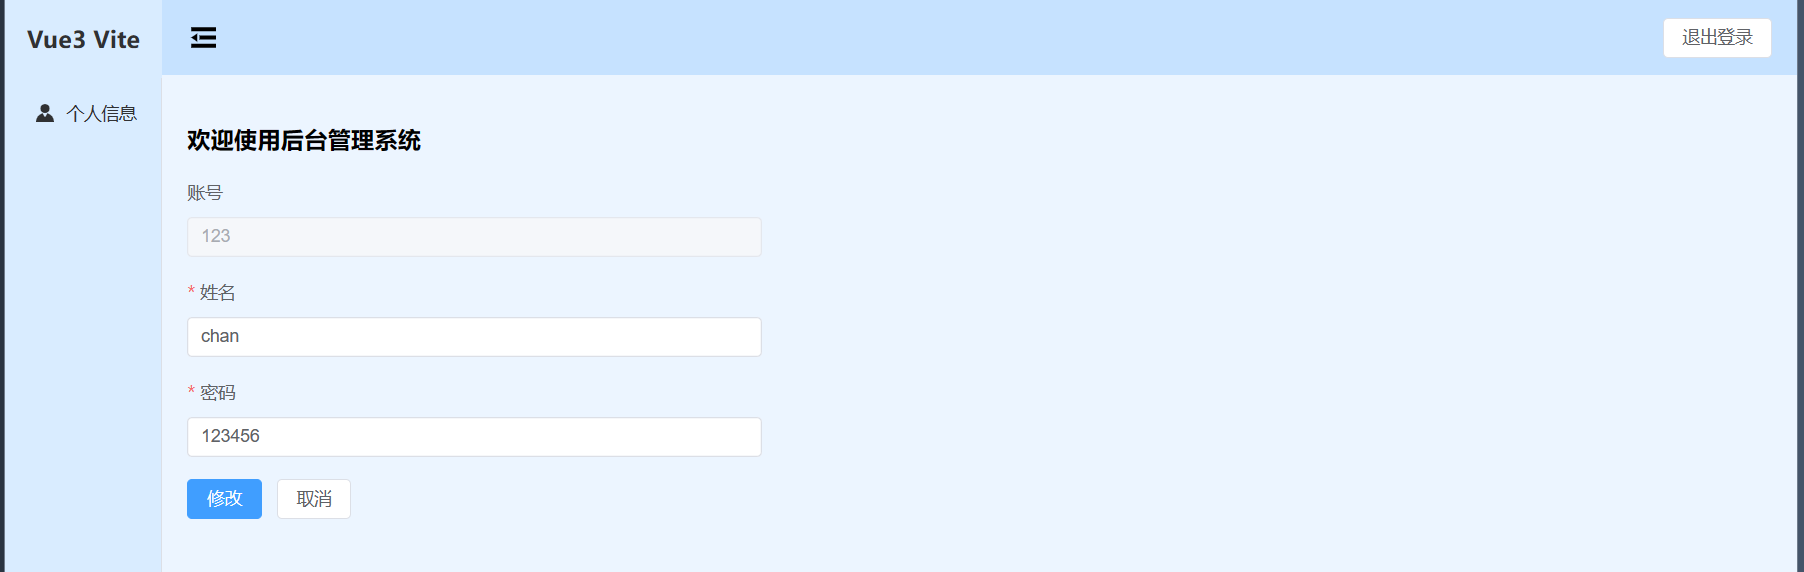 Vue3 Vite
退出登录
个人信息
欢迎使用后台管理系统
账号
123
* 姓名
chan
* 密码
123456
修改
取消